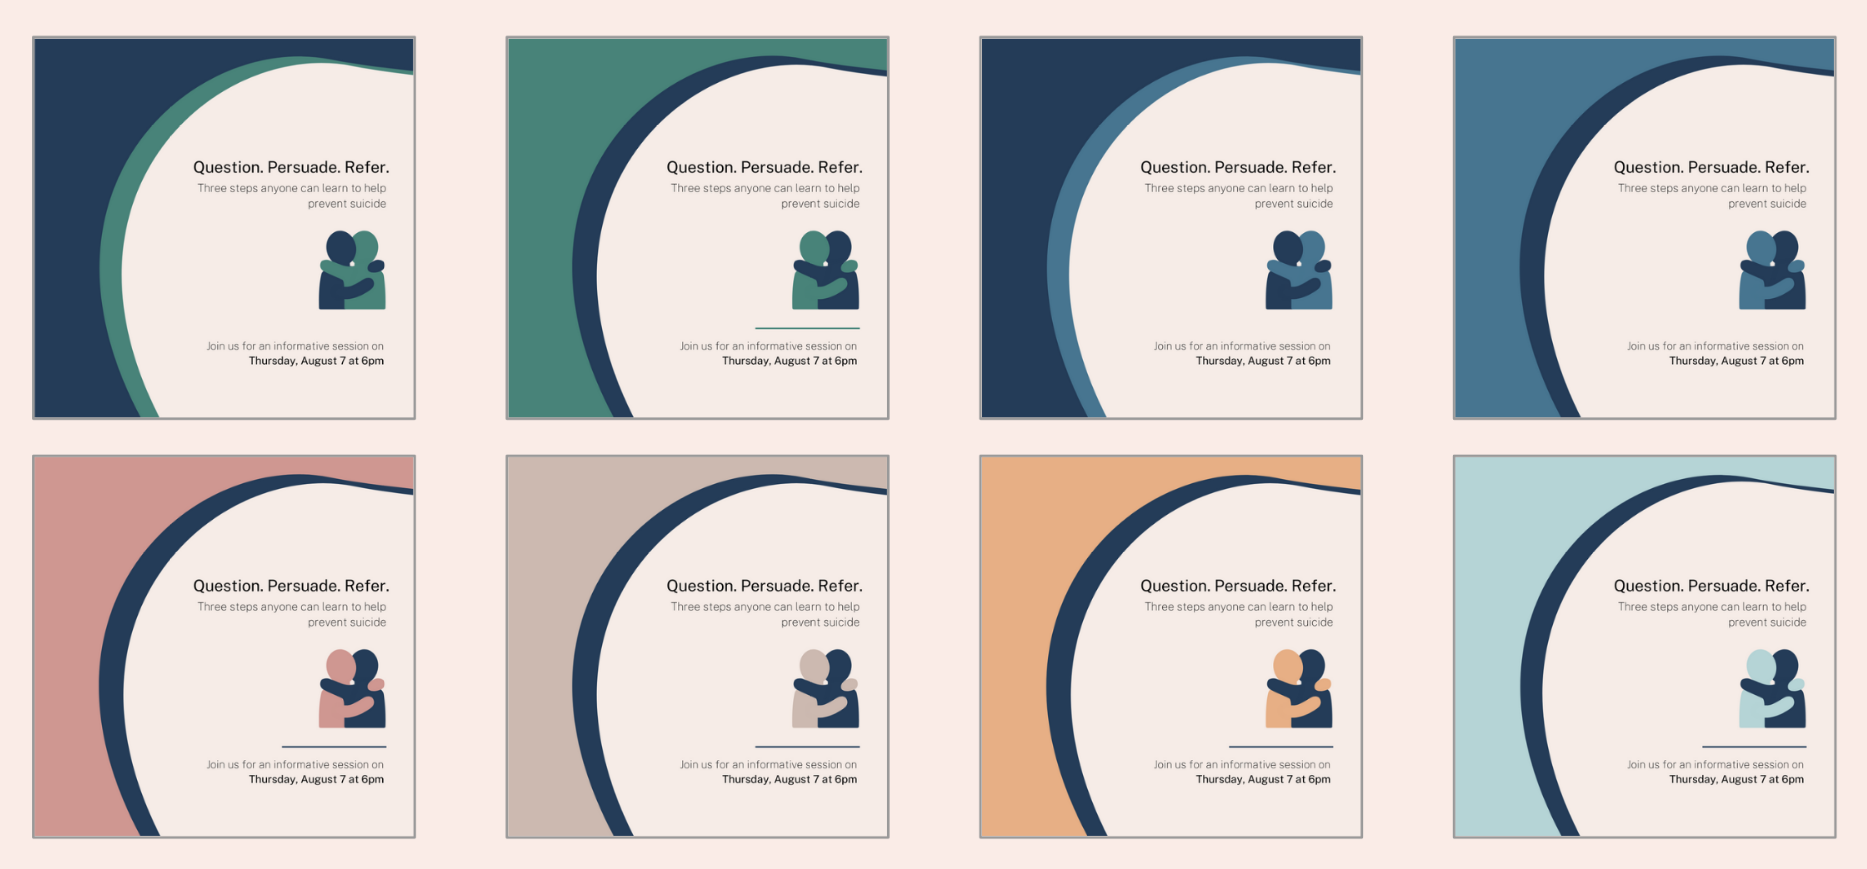 Question. Persuade. Refer.
Three steps anyone can learn to help
prevent suicide
Join us for an informative session on
Thursday, August 7 at 6pm
Question. Persuade. Refer.
Three steps anyone can learn to help
prevent suicide
Join us for an informative session on
Thursday, August 7 at 6pm
Question. Persuade. Refer.
Three steps anyone can learn to help
prevent suicide
Join us for an informative session on
Thursday, August 7 at 6pm
Question. Persuade. Refer.
Three steps anyone can learn to help
prevent suicide
Join us for an informative session on
Thursday, August 7 at 6pm
Question. Persuade. Refer.
Three steps anyone can learn to help
prevent suicide
Join us for an informative session on
Thursday, August 7 at 6pm
Question. Persuade. Refer.
Three steps anyone can learn to help
prevent suicide
Join us for an informative session on
Thursday, August 7 at 6pm
Question. Persuade. Refer.
Three steps anyone can learn to help
prevent suicide
Join us for an informative session on
Thursday, August 7 at 6pm
Question. Persuade. Refer.
Three steps anyone can learn to help
prevent suicide
Join us for an informative session on
Thursday, August 7 at 6pm